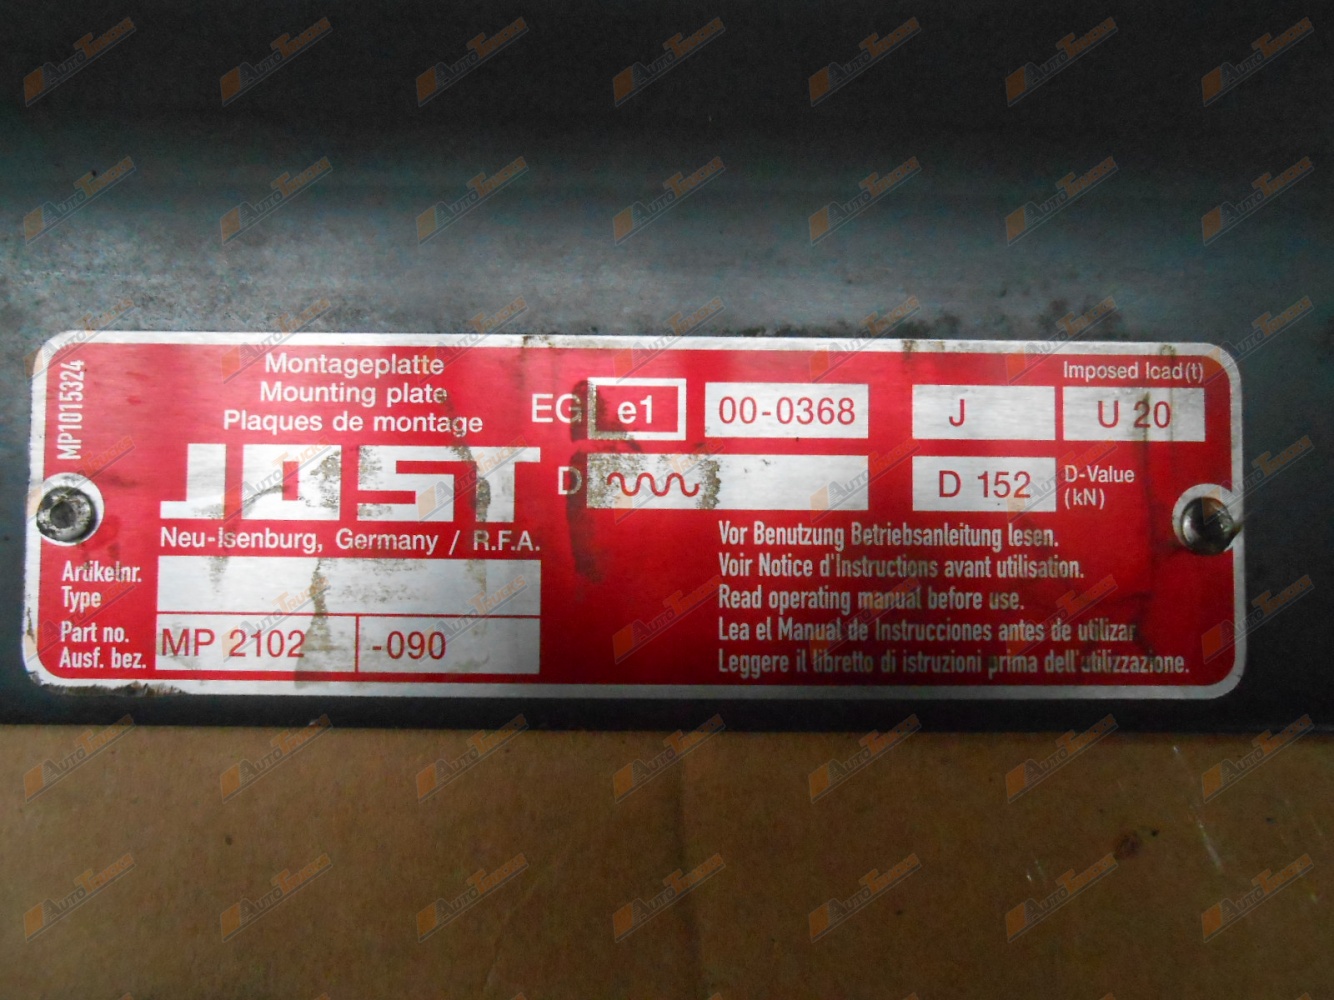 MP1015324
Montageplatte
Mounting plate
Plaques de montage
JOST
Neu-Isenburg, Germany / R.F.A.
Artikelnr.
Type
Part no. MP 2102 -090
Ausf. bez.
EG e1 00-0368 J
Imposed load(t)
U 20
D D 152 D-Value
(kN)
Vor Benutzung Betriebsanleitung lesen.
Voir Notice d'Instructions avant utilisation.
Read operating manual before use.
Lea el Manual de Instrucciones antes de utilizar
Leggere il libretto di istruzioni prima dell'utilizzazione.
AutoTrucks